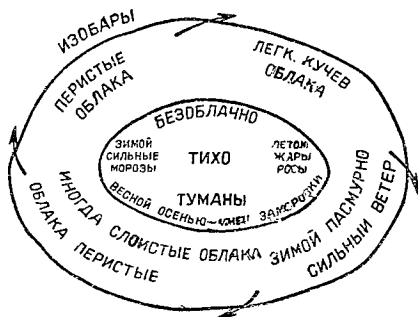 ИЗОБАРЫ
ПЕРИСТЫЕ
ОБЛАКА
ЛЕГК. КУЧЕВ
ОБЛАКА
БЕЗОБЛАЧНО
ЗИМОЙ
СИЛЬНЫЕ
МОРОЗЫ
ТИХО
ЛЕТОМ
ЖАРЫ
РОСЫ
ТУМАНЫ
ВЕСНОЙ ОСЕНЬЮ ЗАМОРОЗКИ
ИНОГДА СЛОИСТЫЕ ОБЛАКА
ОБЛАКА ПЕРИСТЫЕ
ЗИМОЙ ПАСМУРНО
СИЛЬНЫЙ ВЕТЕР